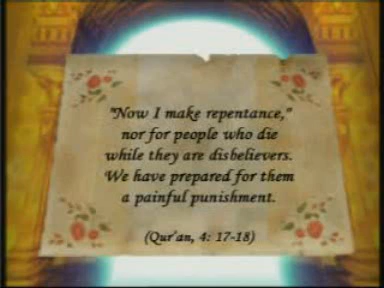 "Now I make repentance,"
nor for people who die
while they are disbelievers.
We have prepared for them
a painful punishment.
(Qur'an, 4: 17-18)